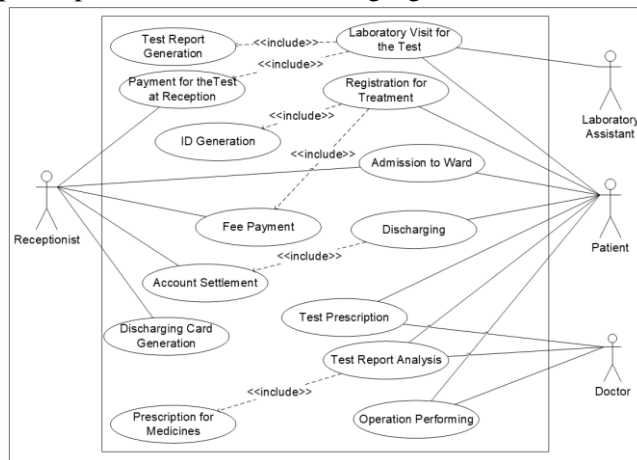 Test Report
Generation
Laboratory Visit for
the Test
<<include>>
Payment for theTest
at Reception
<<include>>
Registration for
Treatment
Laboratory
Assistant
ID Generation
<<include>>
<<include>>
Admission to Ward
Receptionist
Fee Payment
Discharging
Patient
<<include>>
Account Settlement
Test Prescription
Discharging Card
Generation
Test Report Analysis
<<include>>
Doctor
Prescription for
Medicines
Operation Performing